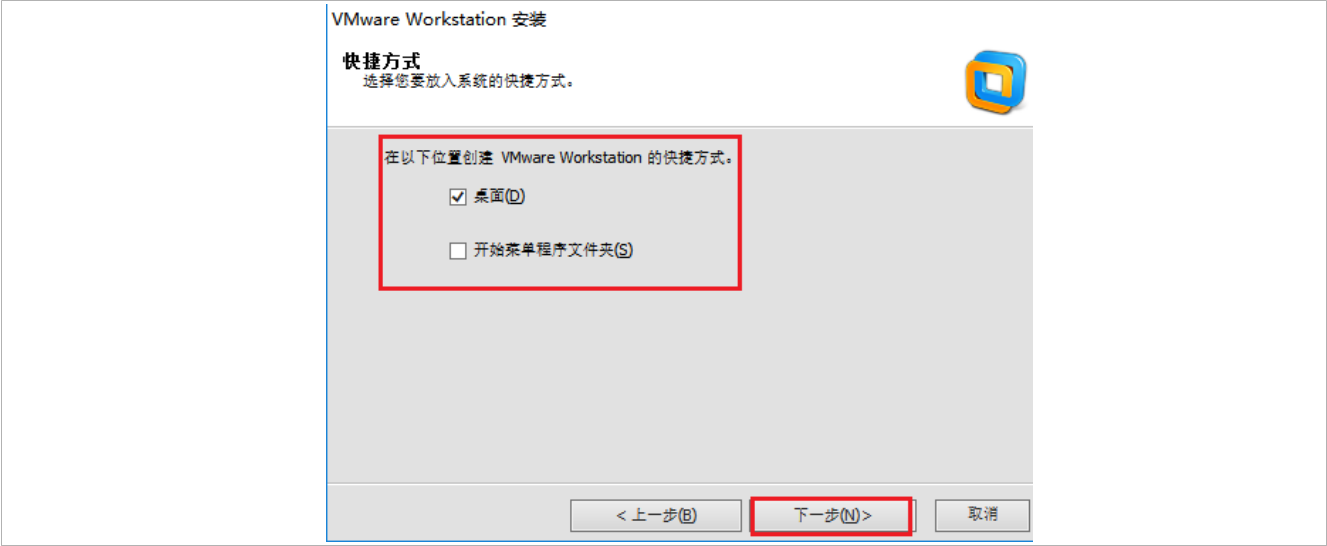 VMware Workstation 安装
快捷方式
选择您要放入系统的快捷方式。
在以下位置创建 VMware Workstation 的快捷方式。
桌面(D)
开始菜单程序文件夹(S)
< 上一步(B)
下一步(N)>
取消